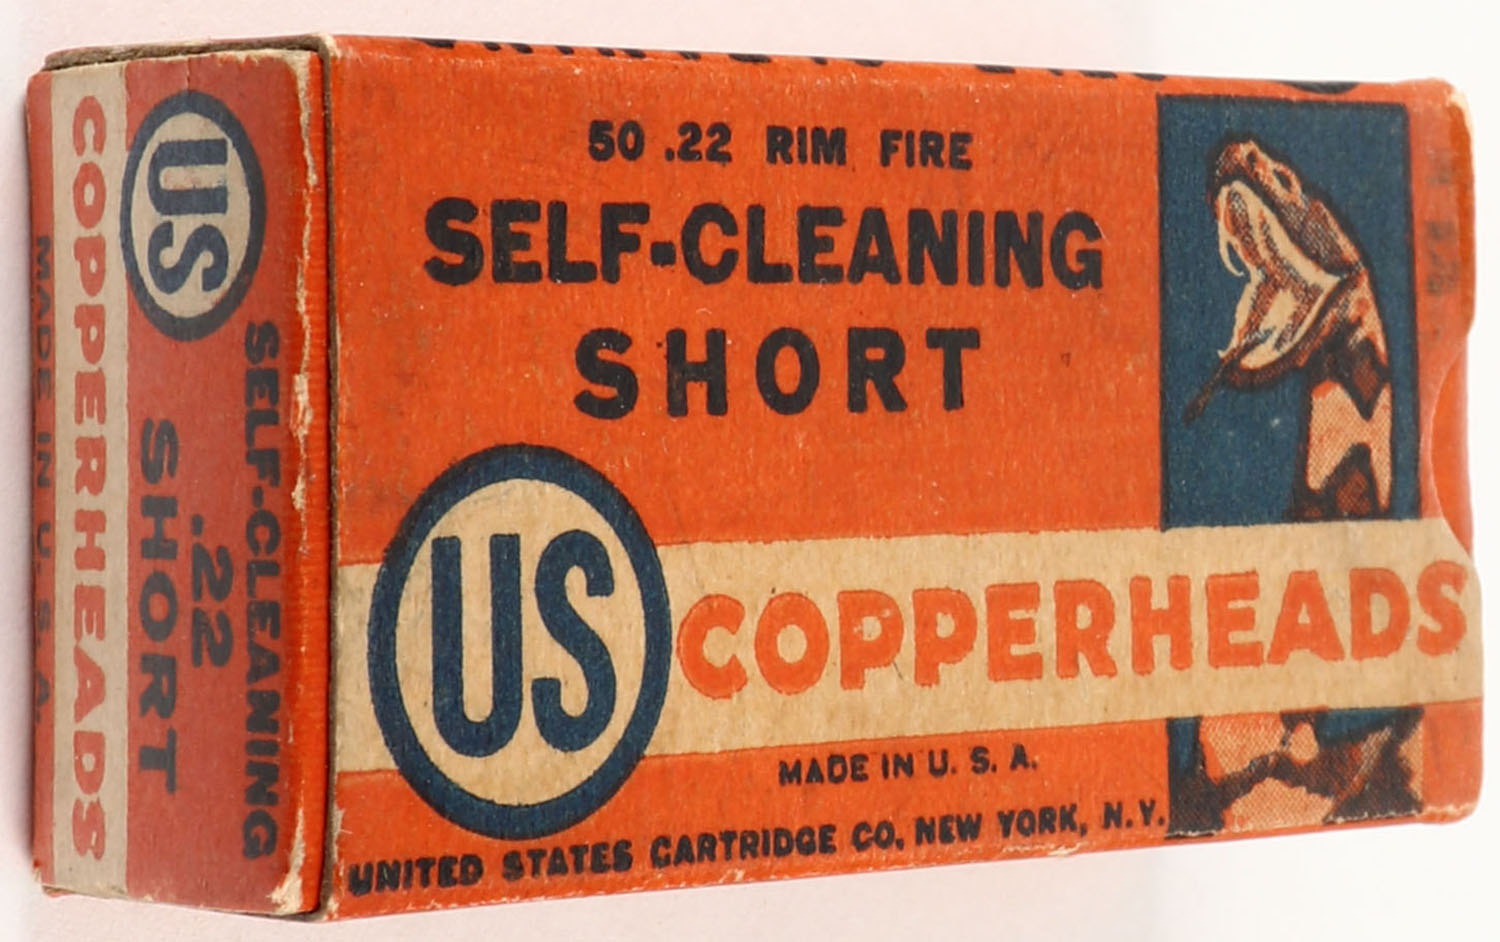 50 .22 RIM FIRE
SELF-CLEANING
SHORT
US
COPPERHEADS
MADE IN U. S. A.
UNITED STATES CARTRIDGE CO. NEW YORK, N.Y.
US
SELF-CLEANING
.22
SHORT
COPPERHEADS
MADE IN U. S. A.